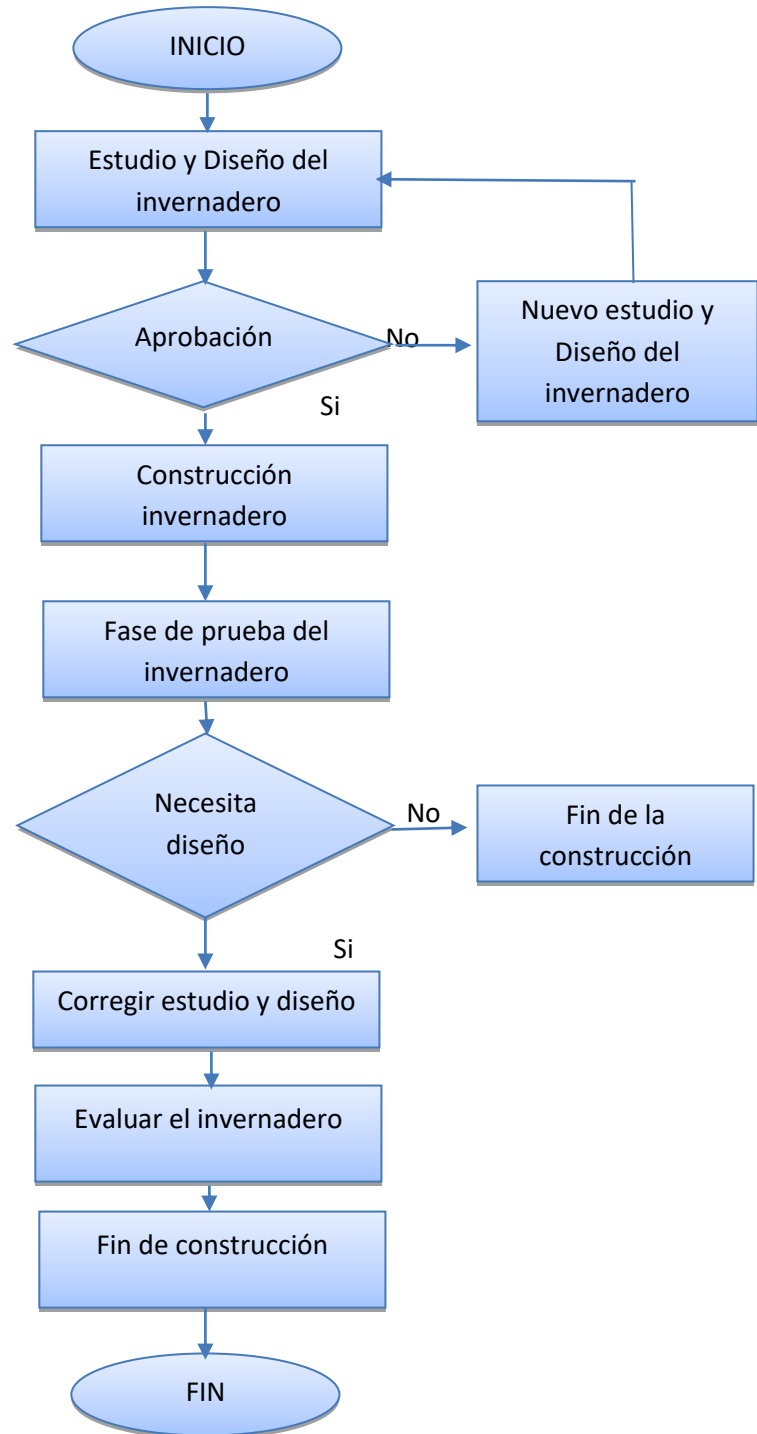 INICIO
Estudio y Diseño del
invernadero
Aprobación
No
Nuevo estudio y
Diseño del
invernadero
Si
Construcción
invernadero
Fase de prueba del
invernadero
Necesita
diseño
No
Fin de la
construcción
Si
Corregir estudio y diseño
Evaluar el invernadero
Fin de construcción
FIN